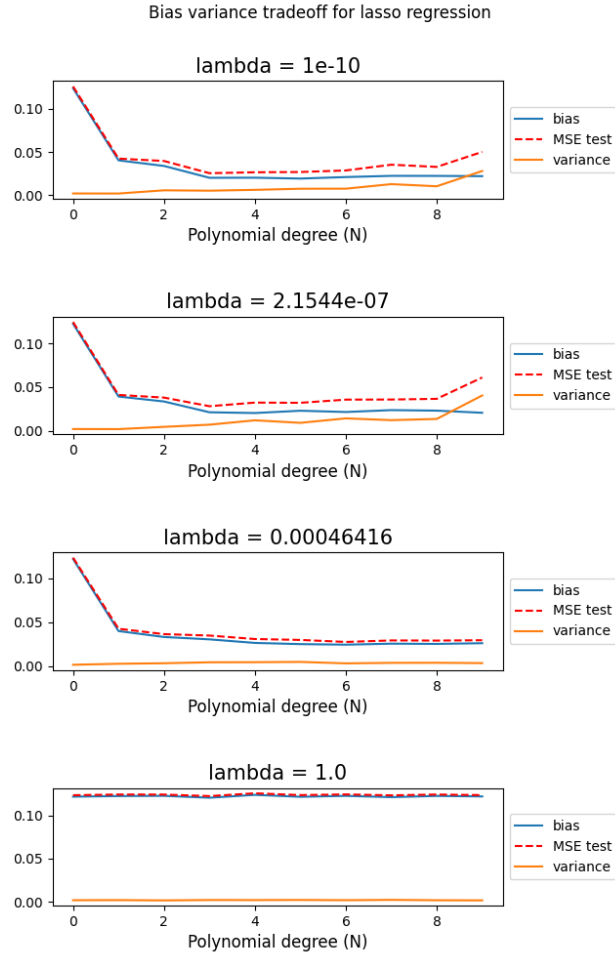 Bias variance tradeoff for lasso regression
lambda = 1e-10
0.10
0.05
0.00
0 2 4 6 8
Polynomial degree (N)
bias
MSE test
variance
lambda = 2.1544e-07
0.10
0.05
0.00
0 2 4 6 8
Polynomial degree (N)
bias
MSE test
variance
lambda = 0.00046416
0.10
0.05
0.00
0 2 4 6 8
Polynomial degree (N)
bias
MSE test
variance
lambda = 1.0
0.10
0.05
0.00
0 2 4 6 8
Polynomial degree (N)
bias
MSE test
variance